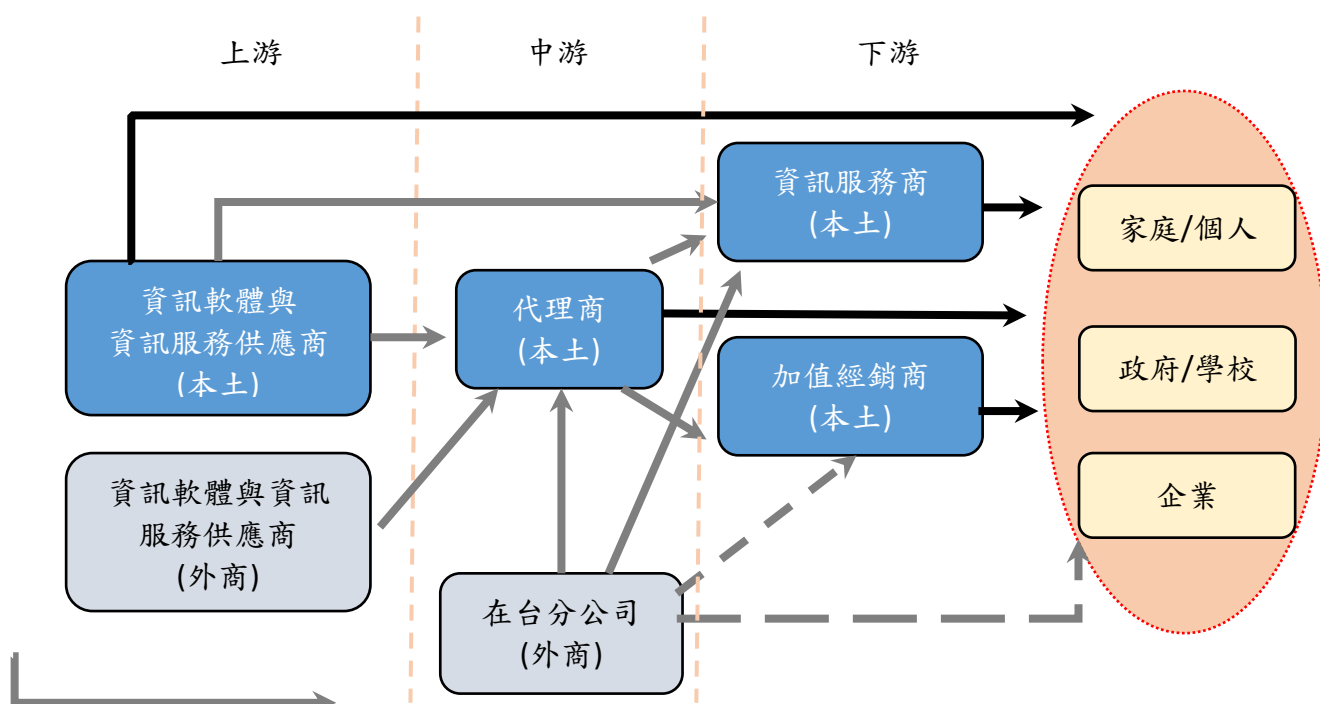 上游
中游
下游
資訊軟體與
資訊服務供應商
(本土)
資訊軟體與資訊
服務供應商
(外商)
代理商
(本土)
在台分公司
(外商)
資訊服務商
(本土)
加值經銷商
(本土)
家庭/個人
政府/學校
企業